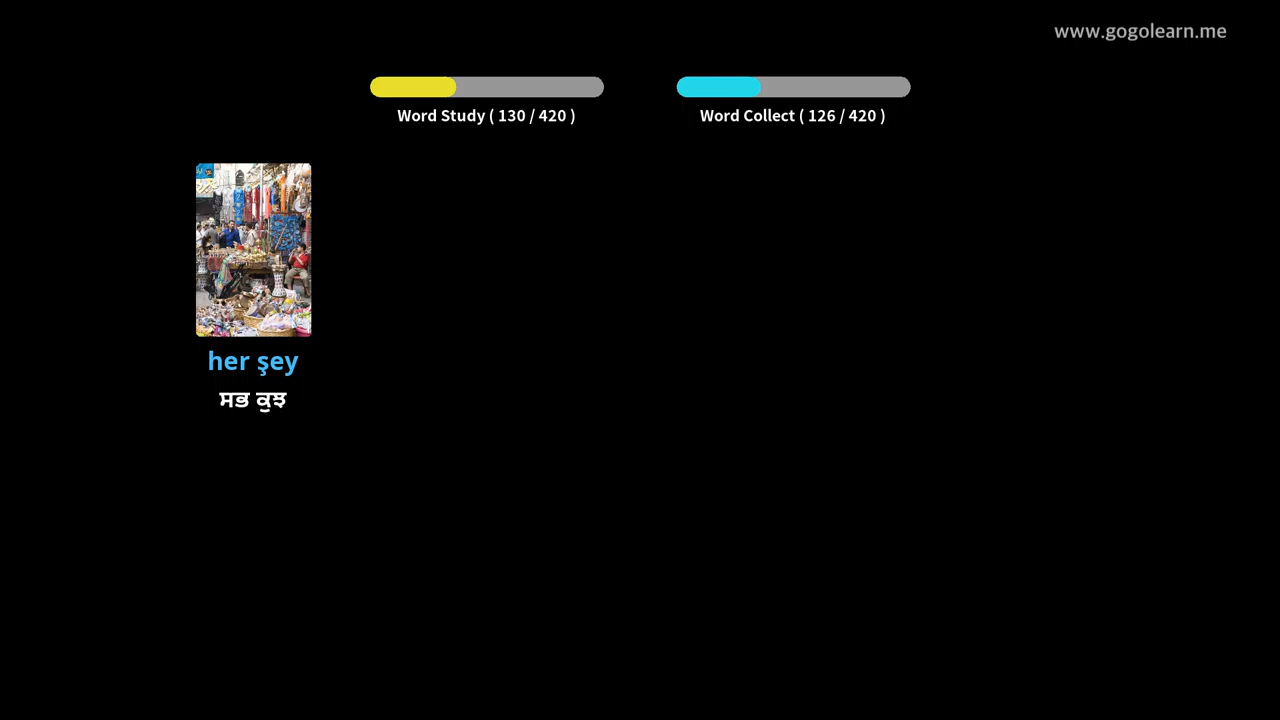 www.gogolearn.me
Word Study ( 130 / 420 )
Word Collect ( 126 / 420 )
her şey
ਸਭ ਕੁਝ